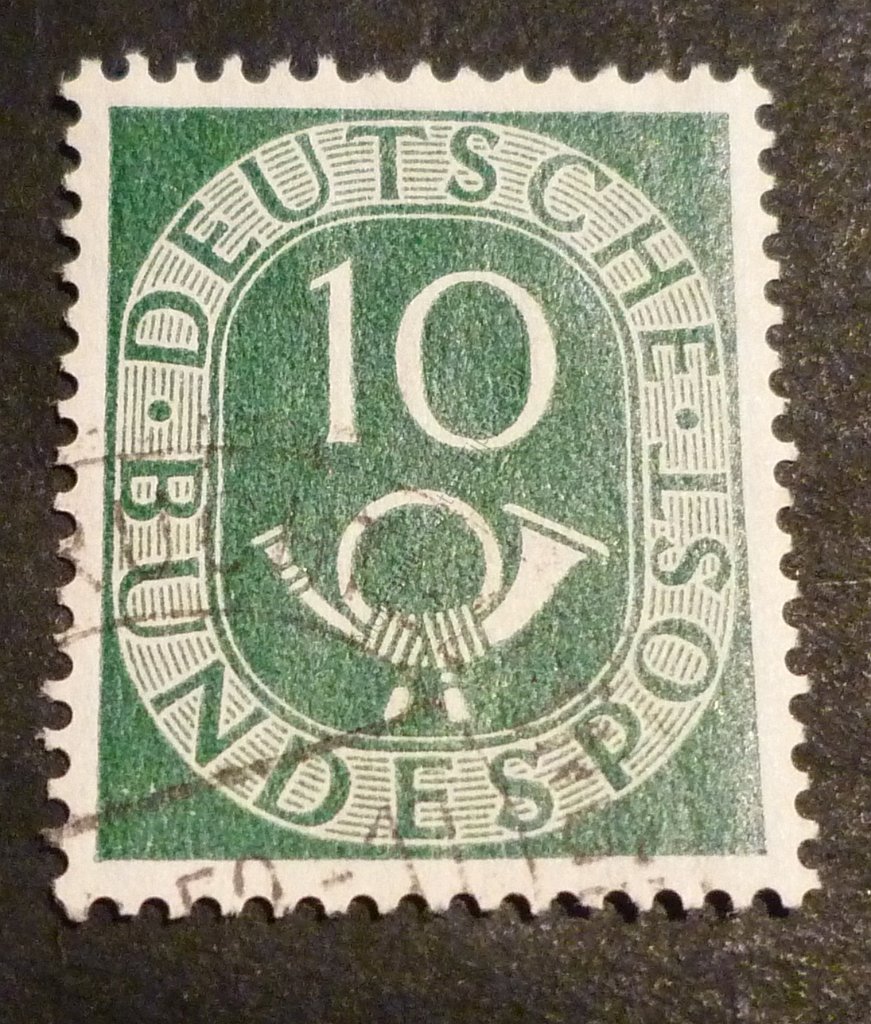 DEUTSCHE · BUNDESPOST ·
10